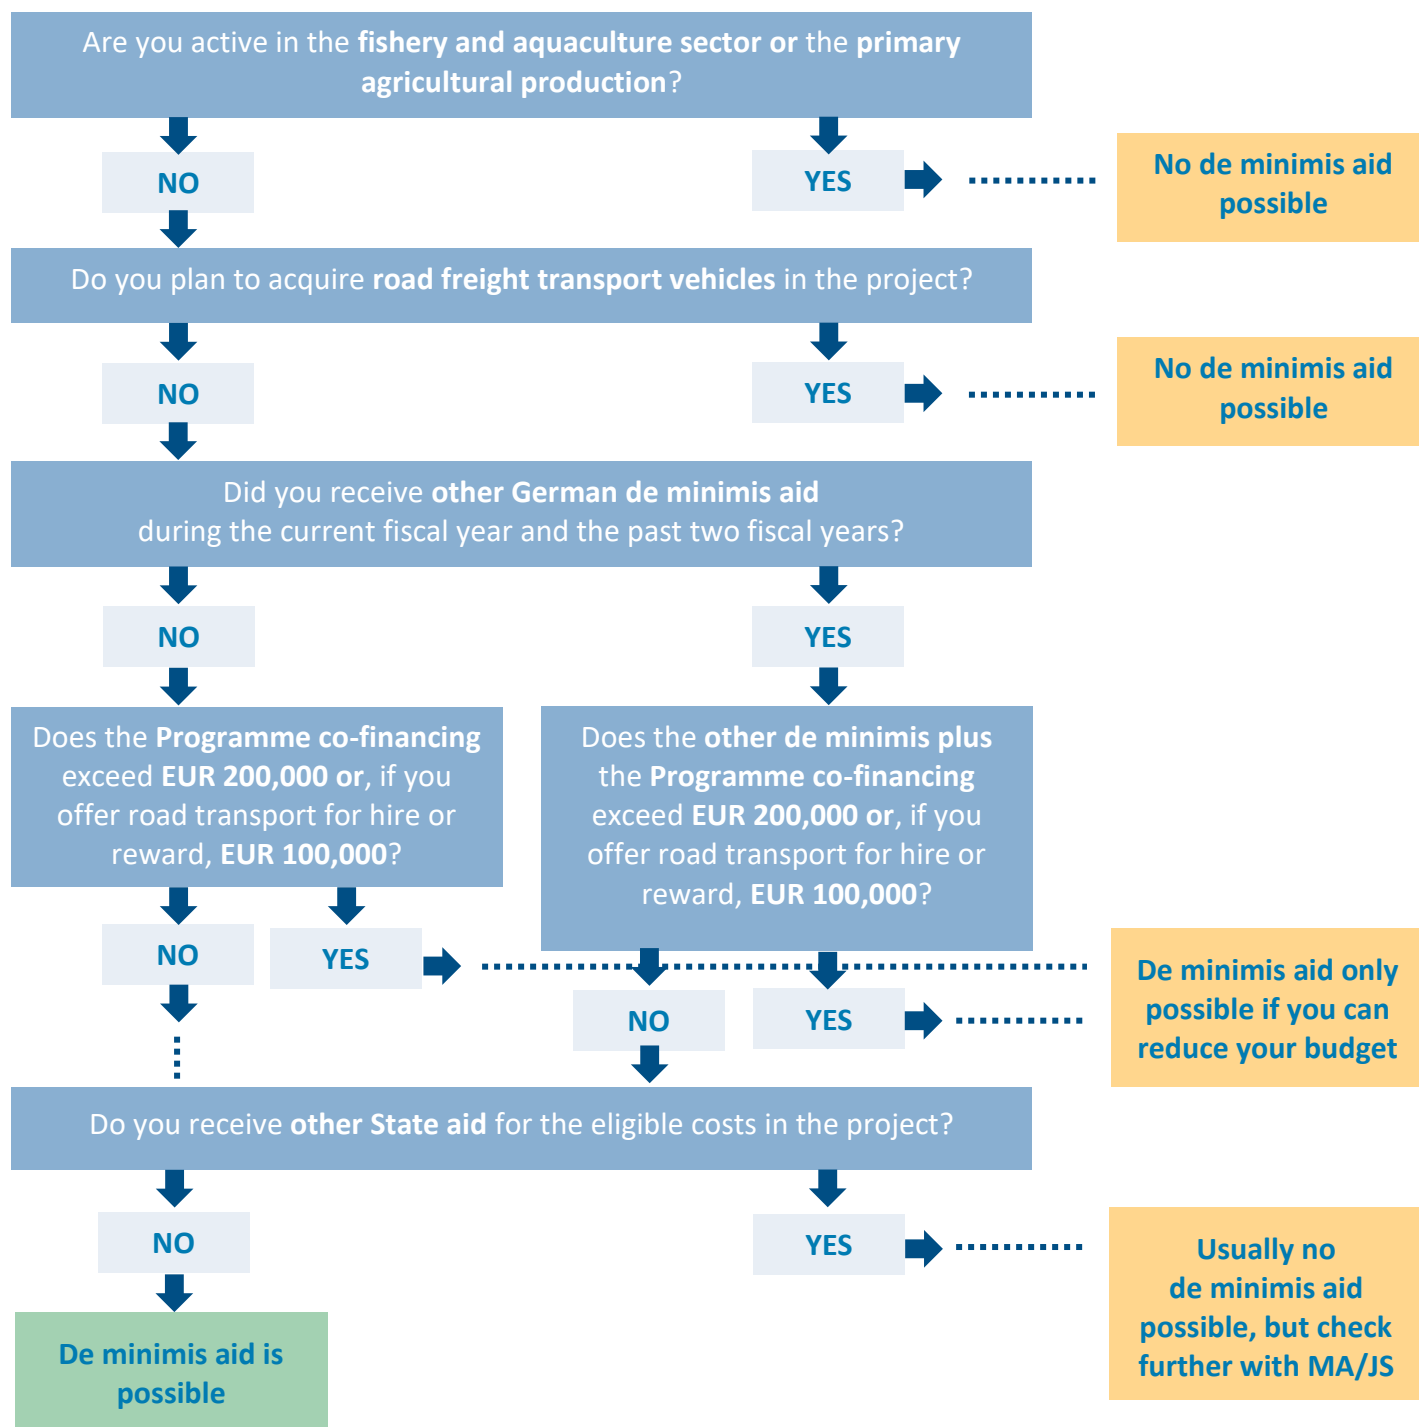 Are you active in the fishery and aquaculture sector or the primary
agricultural production?
NO
YES
No de minimis aid
possible
Do you plan to acquire road freight transport vehicles in the project?
NO
YES
No de minimis aid
possible
Did you receive other German de minimis aid
during the current fiscal year and the past two fiscal years?
NO
YES
Does the Programme co-financing
exceed EUR 200,000 or, if you
offer road transport for hire or
reward, EUR 100,000?
Does the other de minimis plus
the Programme co-financing
exceed EUR 200,000 or, if you
offer road transport for hire or
reward, EUR 100,000?
NO
YES
NO
YES
De minimis aid only
possible if you can
reduce your budget
Do you receive other State aid for the eligible costs in the project?
NO
YES
Usually no
de minimis aid
possible, but check
further with MA/JS
De minimis aid is
possible